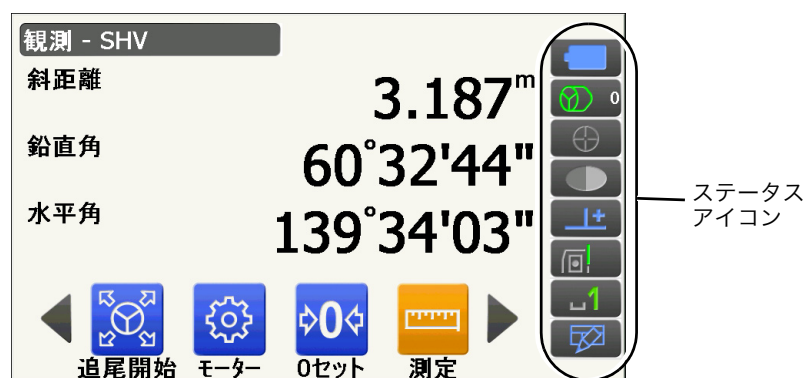 観測 - SHV
斜距離 3.187m
鉛直角 60°32'44"
水平角 139°34'03"
0
1
追尾開始 モーター 0セット 測定
0
ステータス
アイコン